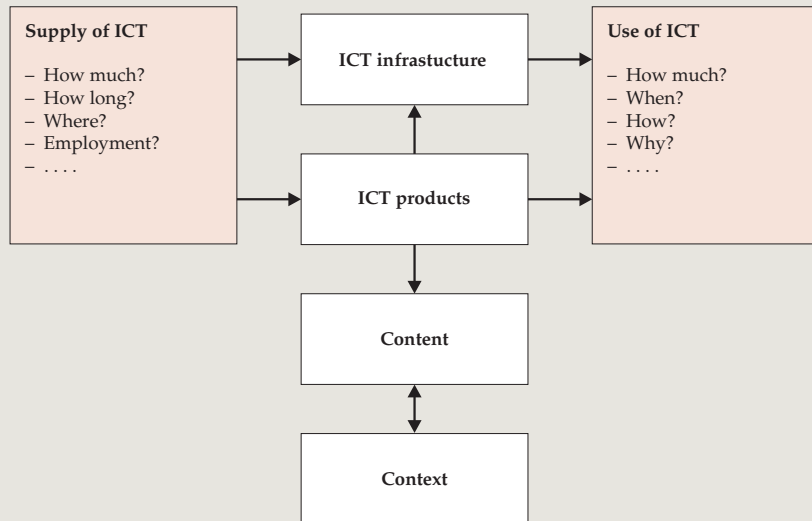 Supply of ICT
– How much?
– How long?
– Where?
– Employment?
– . . . .
ICT infrastucture
ICT products
Content
Context
Use of ICT
– How much?
– When?
– How?
– Why?
– . . . .